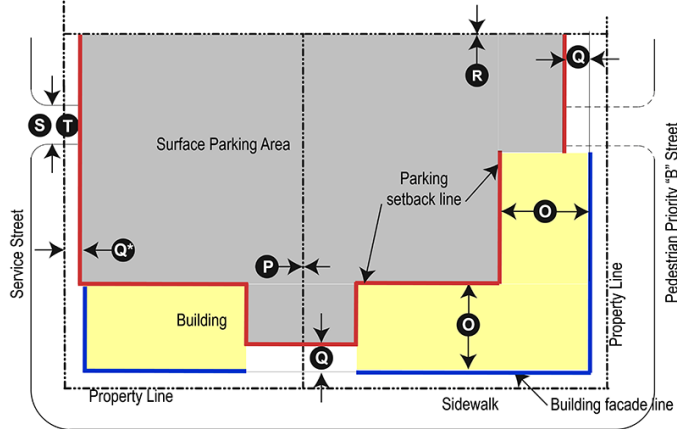 Q
R
S T
Surface Parking Area
Parking
setback line
Pedestrian Priority "B" Street
O
Service Street
Q*
P
Building
O
Q
Property Line
Property Line
Sidewalk
Building facade line